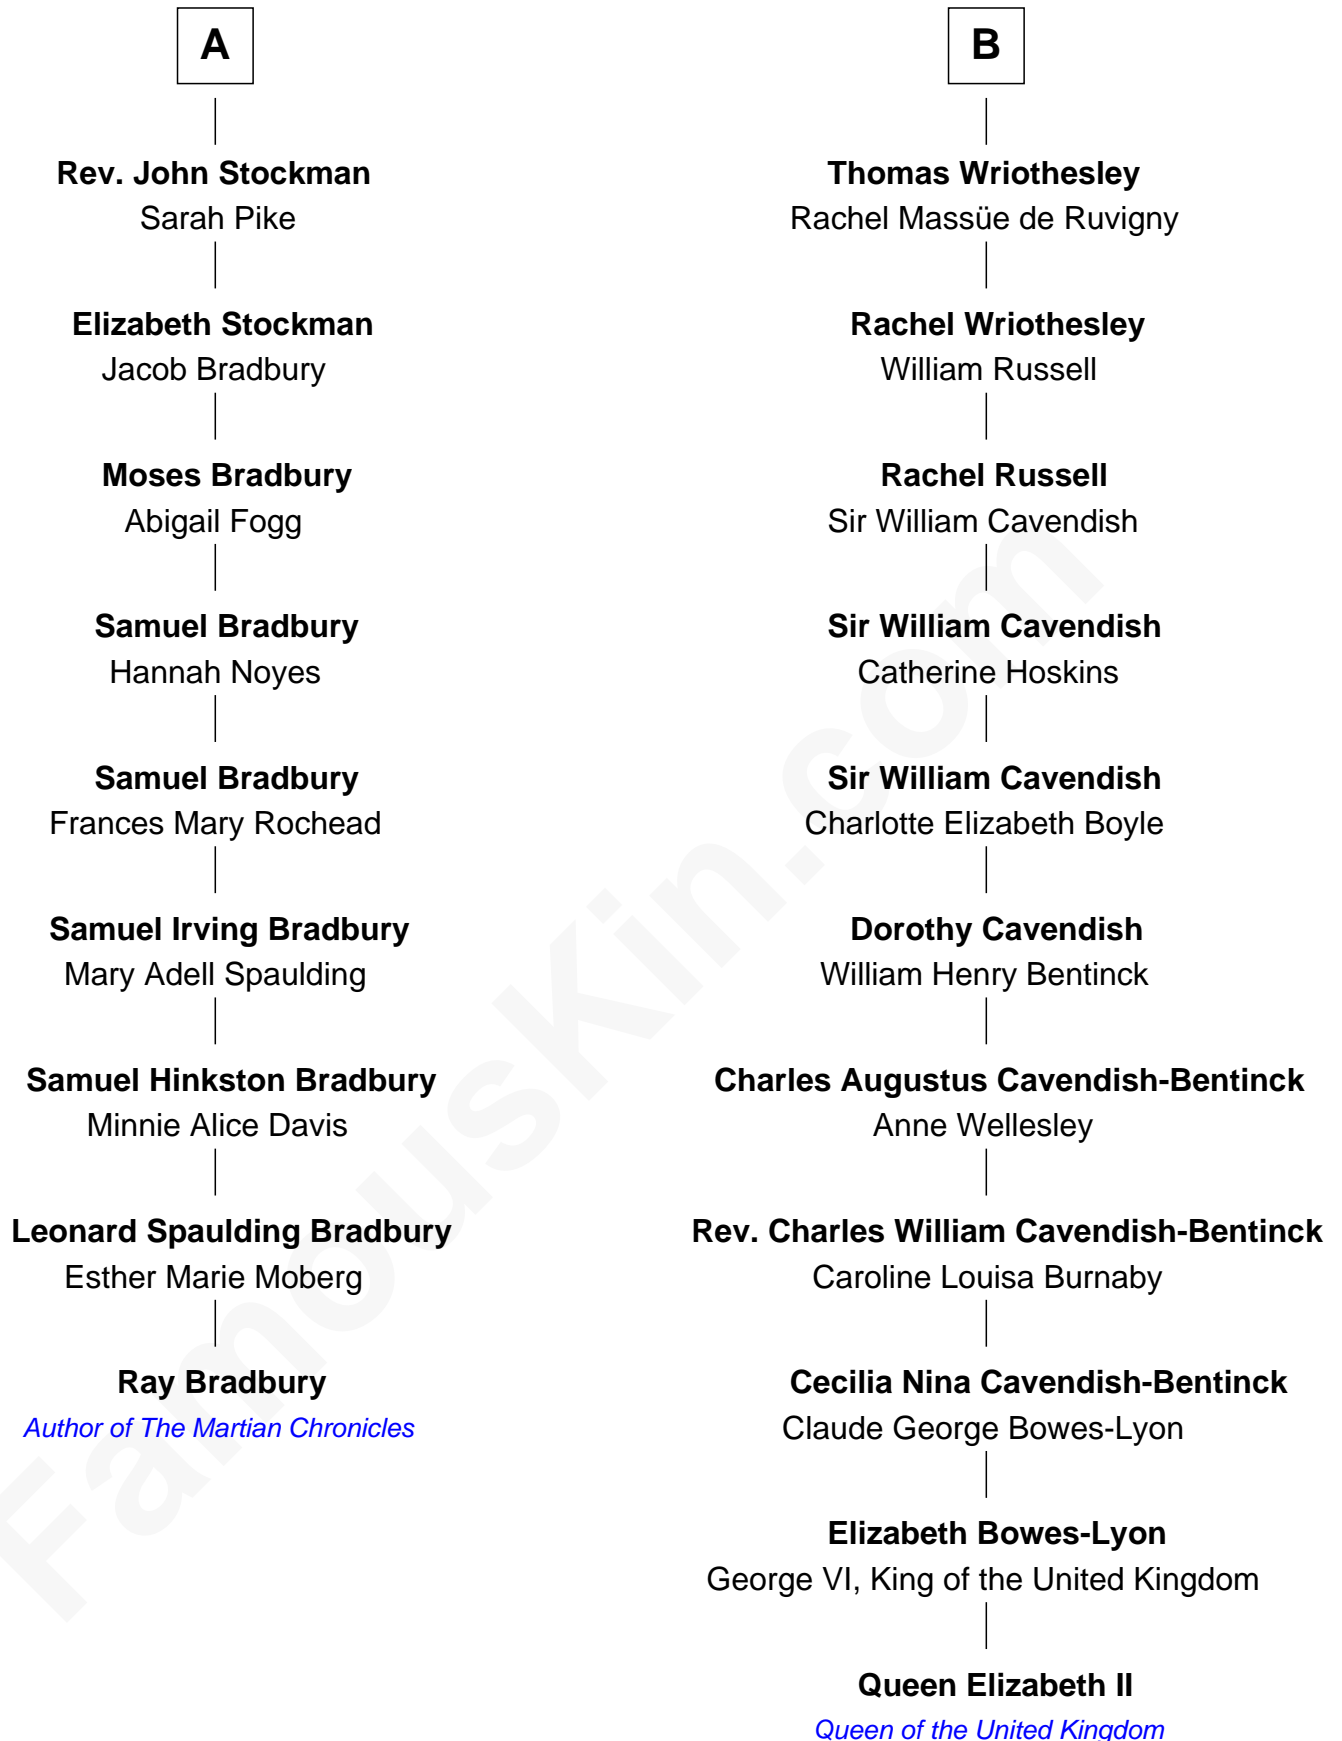 A
Rev. John Stockman
Sarah Pike
Elizabeth Stockman
Jacob Bradbury
Moses Bradbury
Abigail Fogg
Samuel Bradbury
Hannah Noyes
Samuel Bradbury
Frances Mary Rochead
Samuel Irving Bradbury
Mary Adell Spaulding
Samuel Hinkston Bradbury
Minnie Alice Davis
Leonard Spaulding Bradbury
Esther Marie Moberg
Ray Bradbury
Author of The Martian Chronicles
B
Thomas Wriothesley
Rachel Massüe de Ruvigny
Rachel Wriothesley
William Russell
Rachel Russell
Sir William Cavendish
Sir William Cavendish
Catherine Hoskins
Sir William Cavendish
Charlotte Elizabeth Boyle
Dorothy Cavendish
William Henry Bentinck
Charles Augustus Cavendish-Bentinck
Anne Wellesley
Rev. Charles William Cavendish-Bentinck
Caroline Louisa Burnaby
Cecilia Nina Cavendish-Bentinck
Claude George Bowes-Lyon
Elizabeth Bowes-Lyon
George VI, King of the United Kingdom
Queen Elizabeth II
Queen of the United Kingdom
FamousKin.com